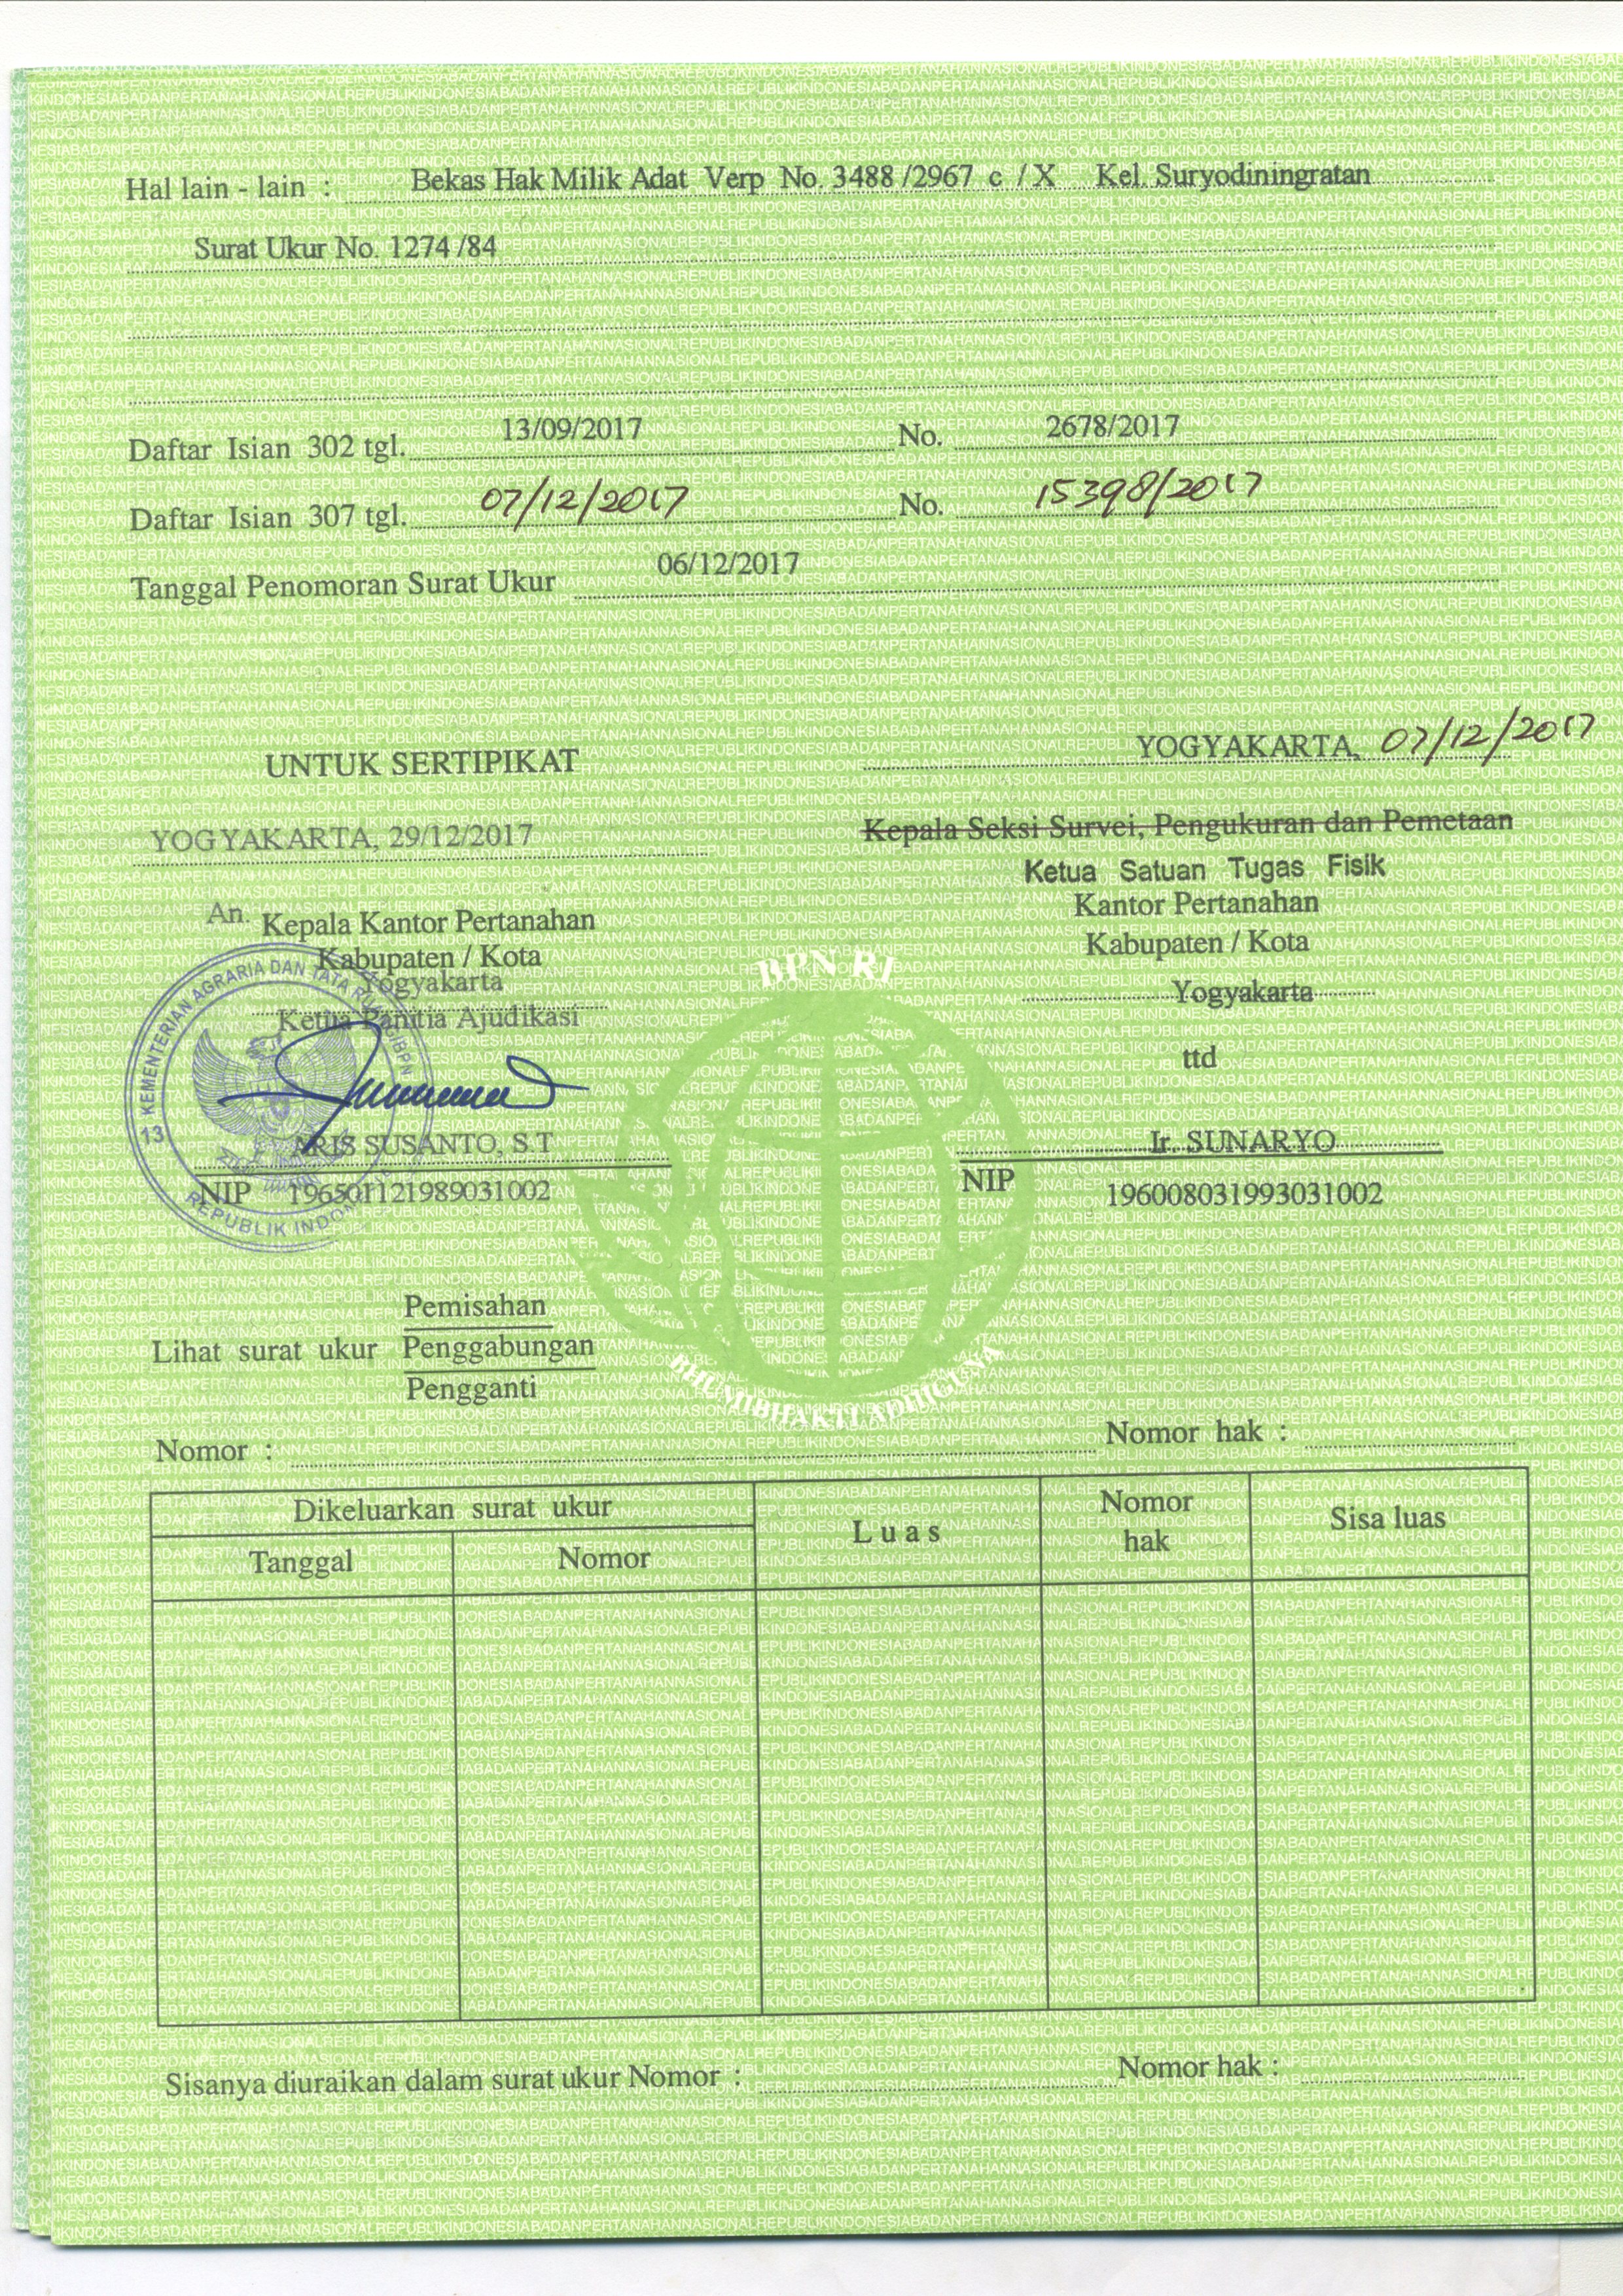 Hal lain - lain : Bekas Hak Milik Adat Verp No. 3488 /2967 c / X Kel. Suryodiningratan
Surat Ukur No. 1274 /84
Daftar Isian 302 tgl. 13/09/2017 No. 2678/2017
Daftar Isian 307 tgl. 07/12/2017 No. 15398/2017
Tanggal Penomoran Surat Ukur 06/12/2017
UNTUK SERTIPIKAT
YOGYAKARTA, 29/12/2017
An. Kepala Kantor Pertanahan
Kabupaten / Kota
Yogyakarta
Ketua Panitia Ajudikasi
ARIS SUSANTO, S.T
NIP 196501121989031002
KEMENTERIAN AGRARIA DAN TATA RUANG/BPN
13
REPUBLIK INDONESIA
YOGYAKARTA, 07/12/2017
Kepala Seksi Survei, Pengukuran dan Pemetaan
Ketua Satuan Tugas Fisik
Kantor Pertanahan
Kabupaten / Kota
Yogyakarta
ttd
Ir. SUNARYO
NIP 196008031993031002
BPN RI
BHUMIBHAKTI ADHIGUNA
Lihat surat ukur
Pemisahan
Penggabungan
Pengganti
Nomor : Nomor hak :
Dikeluarkan surat ukur
Tanggal Nomor Luas Nomor hak Sisa luas
Sisanya diuraikan dalam surat ukur Nomor : Nomor hak :